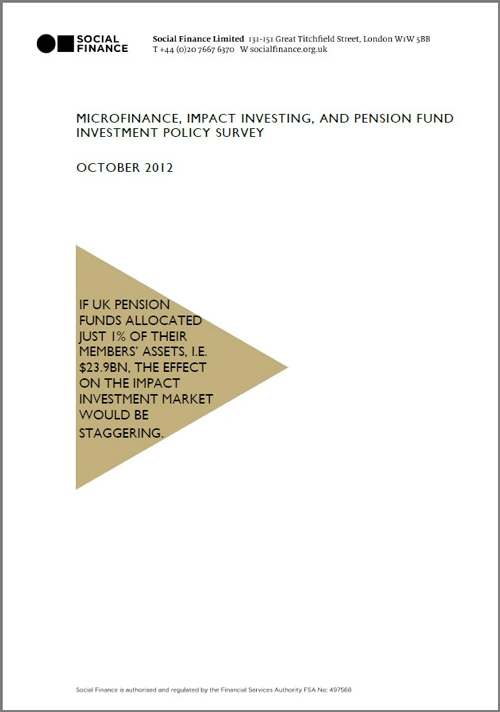 SOCIAL
FINANCE
Social Finance Limited 131-151 Great Titchfield Street, London W1W 5BB
T +44 (0)20 7667 6370 W socialfinance.org.uk
MICROFINANCE, IMPACT INVESTING, AND PENSION FUND
INVESTMENT POLICY SURVEY
OCTOBER 2012
IF UK PENSION
FUNDS ALLOCATED
JUST 1% OF THEIR
MEMBERS' ASSETS, I.E.
$23.9BN, THE EFFECT
ON THE IMPACT
INVESTMENT MARKET
WOULD BE
STAGGERING.
Social Finance is authorised and regulated by the Financial Services Authority FSA No: 497568